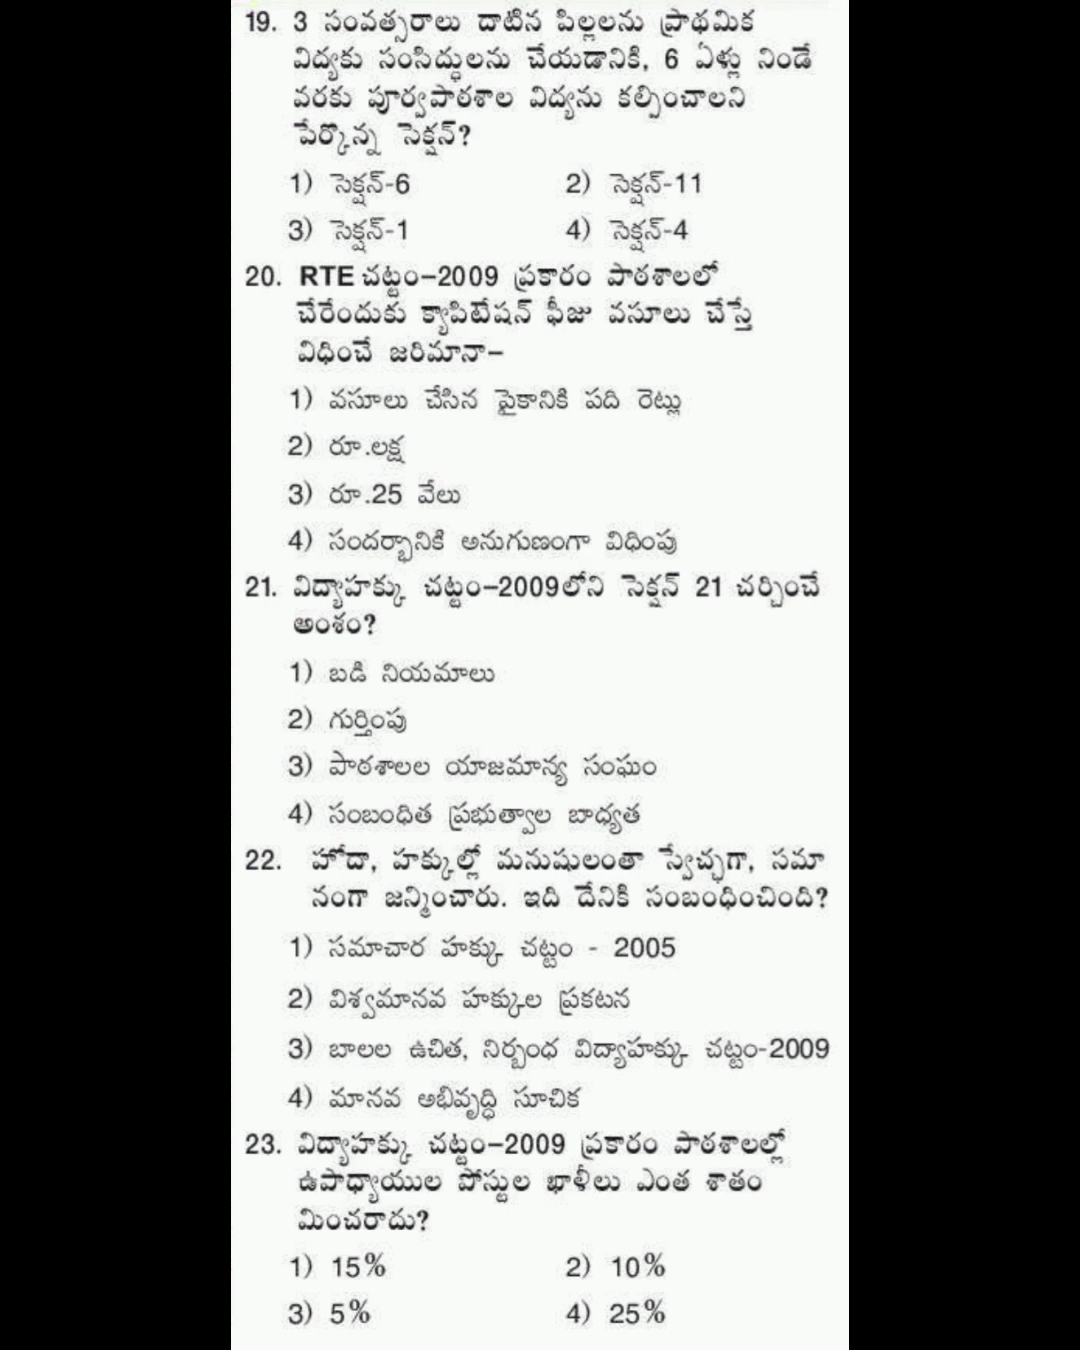 19. 3 సంవత్సరాలు దాటిన పిల్లలను ప్రాథమిక
విద్యకు సంసిద్ధులను చేయడానికి, 6 ఏళ్లు నిండే
వరకు పూర్వపాఠశాల విద్యను కల్పించాలని
పేర్కొన్న సెక్షన్?
1) సెక్షన్-6 2) సెక్షన్-11
3) సెక్షన్-1 4) సెక్షన్-4
20. RTE చట్టం–2009 ప్రకారం పాఠశాలలో
చేరేందుకు క్యాపిటేషన్ ఫీజు వసూలు చేస్తే
విధించే జరిమానా–
1) వసూలు చేసిన పైకానికి పది రెట్లు
2) రూ.లక్ష
3) రూ.25 వేలు
4) సందర్భానికి అనుగుణంగా విధింపు
21. విద్యాహక్కు చట్టం–2009లోని సెక్షన్ 21 చర్చించే
అంశం?
1) బడి నియమాలు
2) గుర్తింపు
3) పాఠశాలల యాజమాన్య సంఘం
4) సంబంధిత ప్రభుత్వాల బాధ్యత
22. హోదా, హక్కుల్లో మనుషులంతా స్వేచ్ఛగా, సమా
నంగా జన్మించారు. ఇది దేనికి సంబంధించింది?
1) సమాచార హక్కు చట్టం - 2005
2) విశ్వమానవ హక్కుల ప్రకటన
3) బాలల ఉచిత, నిర్బంధ విద్యాహక్కు చట్టం-2009
4) మానవ అభివృద్ధి సూచిక
23. విద్యాహక్కు చట్టం–2009 ప్రకారం పాఠశాలల్లో
ఉపాధ్యాయుల పోస్టుల ఖాళీలు ఎంత శాతం
మించరాదు?
1) 15% 2) 10%
3) 5% 4) 25%